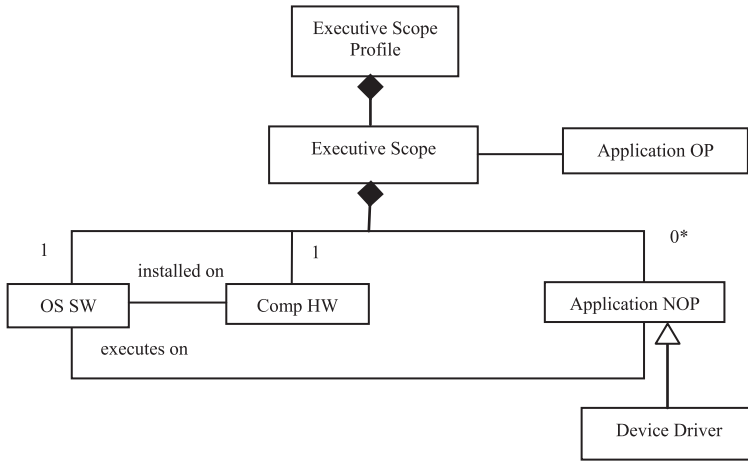 Executive Scope
Profile
Executive Scope
Application OP
1
installed on
1
0*
OS SW
Comp HW
Application NOP
executes on
Device Driver